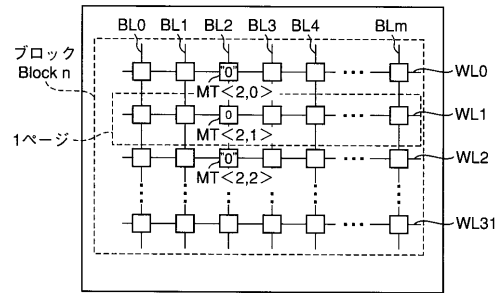 BL0 BL1 BL2 BL3 BL4 BLm
ブロック
Block n
"0"
WL0
MT<2,0>
0
WL1
1ページ
MT<2,1>
"0"
WL2
MT<2,2>
WL31